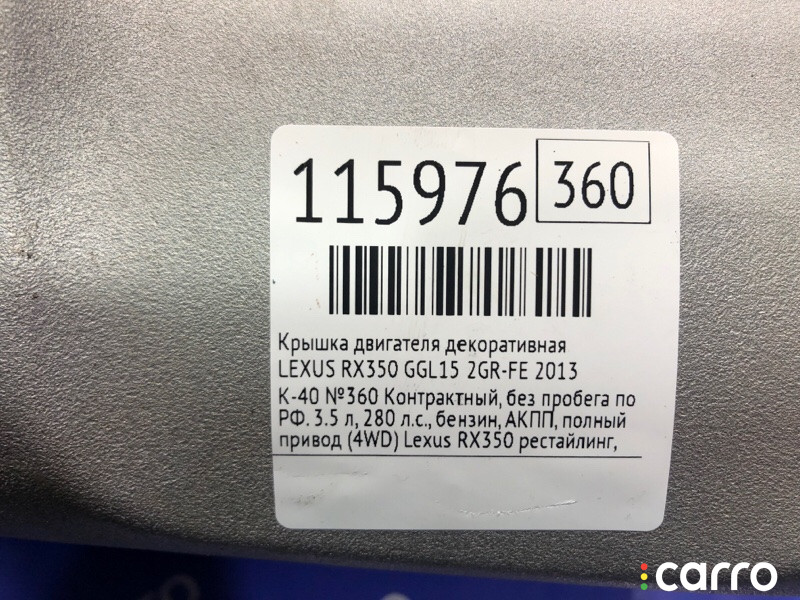 115976 360
Крышка двигателя декоративная
LEXUS RX350 GGL15 2GR-FE 2013
К-40 №360 Контрактный, без пробега по
РФ. 3.5 л, 280 л.с., бензин, АКПП, полный
привод (4WD) Lexus RX350 рестайлинг,
carro